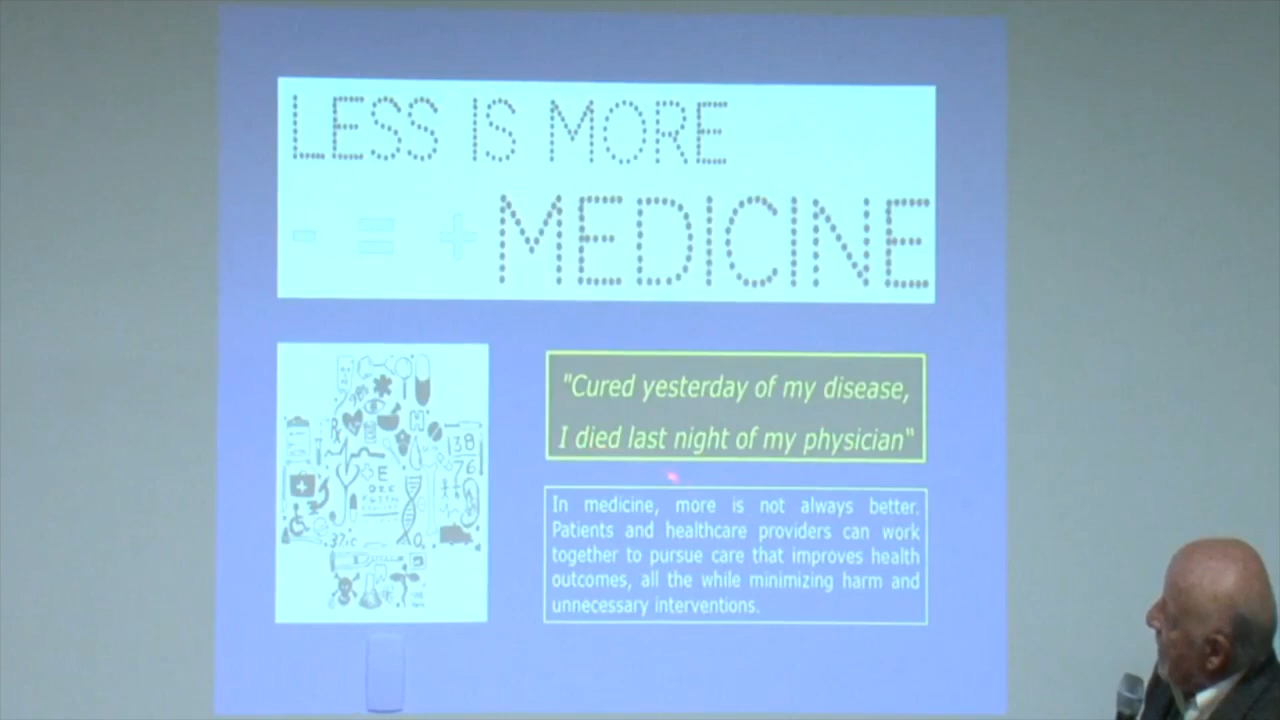 LESS IS MORE
- = + MEDICINE
"Cured yesterday of my disease,
I died last night of my physician"
In medicine, more is not always better.
Patients and healthcare providers can work
together to pursue care that improves health
outcomes, all the while minimizing harm and
unnecessary interventions.
38
76
E